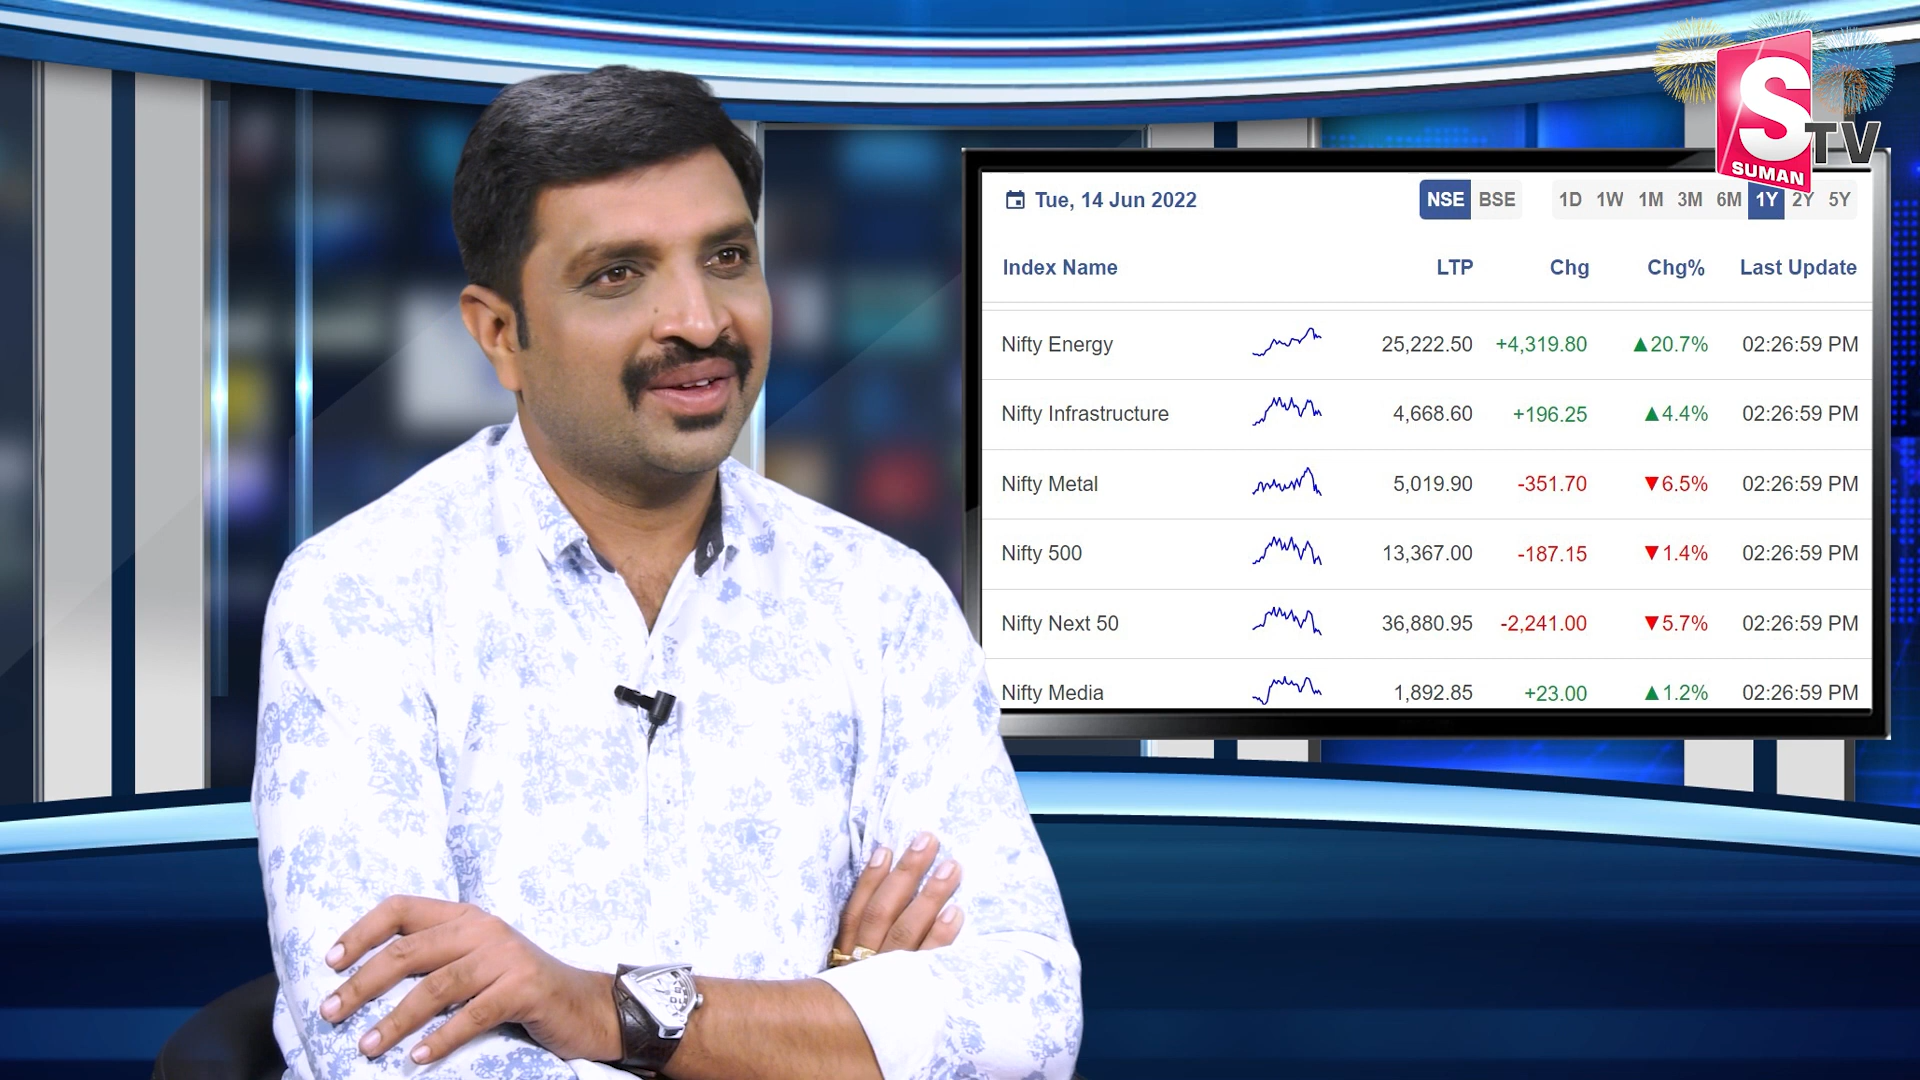 S TV
SUMAN
Tue, 14 Jun 2022 NSE BSE 1D 1W 1M 3M 6M 1Y 2Y 5Y
Index Name LTP Chg Chg% Last Update
Nifty Energy 25,222.50 +4,319.80 ▲20.7% 02:26:59 PM
Nifty Infrastructure 4,668.60 +196.25 ▲4.4% 02:26:59 PM
Nifty Metal 5,019.90 -351.70 ▼6.5% 02:26:59 PM
Nifty 500 13,367.00 -187.15 ▼1.4% 02:26:59 PM
Nifty Next 50 36,880.95 -2,241.00 ▼5.7% 02:26:59 PM
Nifty Media 1,892.85 +23.00 ▲1.2% 02:26:59 PM